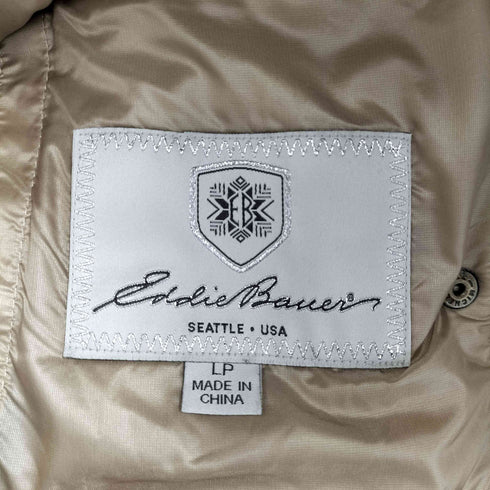 EB
Eddie Bauer®
SEATTLE • USA
LP
MADE IN
CHINA